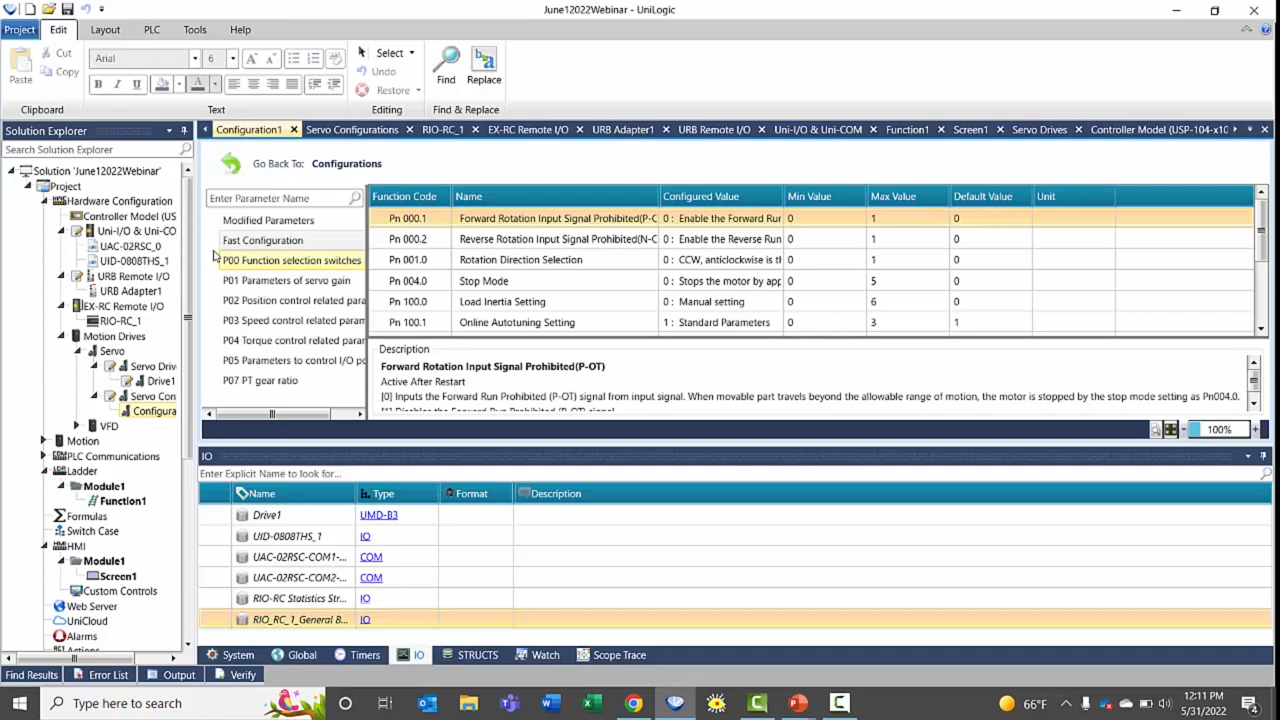 June12022Webinar - UniLogic
Project Edit Layout PLC Tools Help
Paste
Cut
Copy
Clipboard
Arial 6
B I U
Text
Select
Undo
Restore
Editing
Find Replace
Find & Replace
Solution Explorer
Search Solution (Explorer)
Solution 'June12022Webinar'
Project
Hardware Configuration
Controller Model (US
Uni-I/O & Uni-CO
UAC-02RSC_0
UID-0808THS_1
URB Remote I/O
URB Adapter1
EX-RC Remote I/O
RIO-RC_1
Motion Drives
Servo
Servo Driv
Drive1
Servo Con
Configura
VFD
Motion
PLC Communications
Ladder
Module1
Function1
Formulas
Switch Case
HMI
Module1
Screen1
Custom Controls
Web Server
UniCloud
Alarms
Configuration1 Servo Configurations RIO-RC_1 EX-RC Remote I/O URB Adapter1 URB Remote I/O Uni-I/O & Uni-COM Function1 Screen1 Servo Drives Controller Model (USP-104-x10
Go Back To: Configurations
Enter Parameter Name
Modified Parameters
Fast Configuration
P00 Function selection switches
P01 Parameters of servo gain
P02 Position control related para
P03 Speed control related param
P04 Torque control related param
P05 Parameters to control I/O po
P07 PT gear ratio
Function Code Name Configured Value Min Value Max Value Default Value Unit
Pn 000.1 Forward Rotation Input Signal Prohibited(P-C 0 : Enable the Forward Run 0 1 0
Pn 000.2 Reverse Rotation Input Signal Prohibited(N-C 0 : Enable the Reverse Run 0 1 0
Pn 001.0 Rotation Direction Selection 0 : CCW, anticlockwise is th 0 1 0
Pn 004.0 Stop Mode 0 : Stops the motor by app 0 5 0
Pn 100.0 Load Inertia Setting 0 : Manual setting 0 6 0
Pn 100.1 Online Autotuning Setting 1 : Standard Parameters 0 3 1
Description
Forward Rotation Input Signal Prohibited(P-OT)
Active After Restart
[0] Inputs the Forward Run Prohibited (P-OT) signal from input signal. When movable part travels beyond the allowable range of motion, the motor is stopped by the stop mode setting as Pn004.0.
100%
IO
Enter Explicit Name to look for...
Name Type Format Description
Drive1 UMD-B3
UID-0808THS_1 IO
UAC-02RSC-COM1-... COM
UAC-02RSC-COM2-... COM
RIO-RC Statistics Str... IO
RIO_RC_1_General B... IO
System Global Timers IO STRUCTS Watch Scope Trace
Find Results Error List Output Verify
Type here to search
66°F
12:11 PM
5/31/2022
4